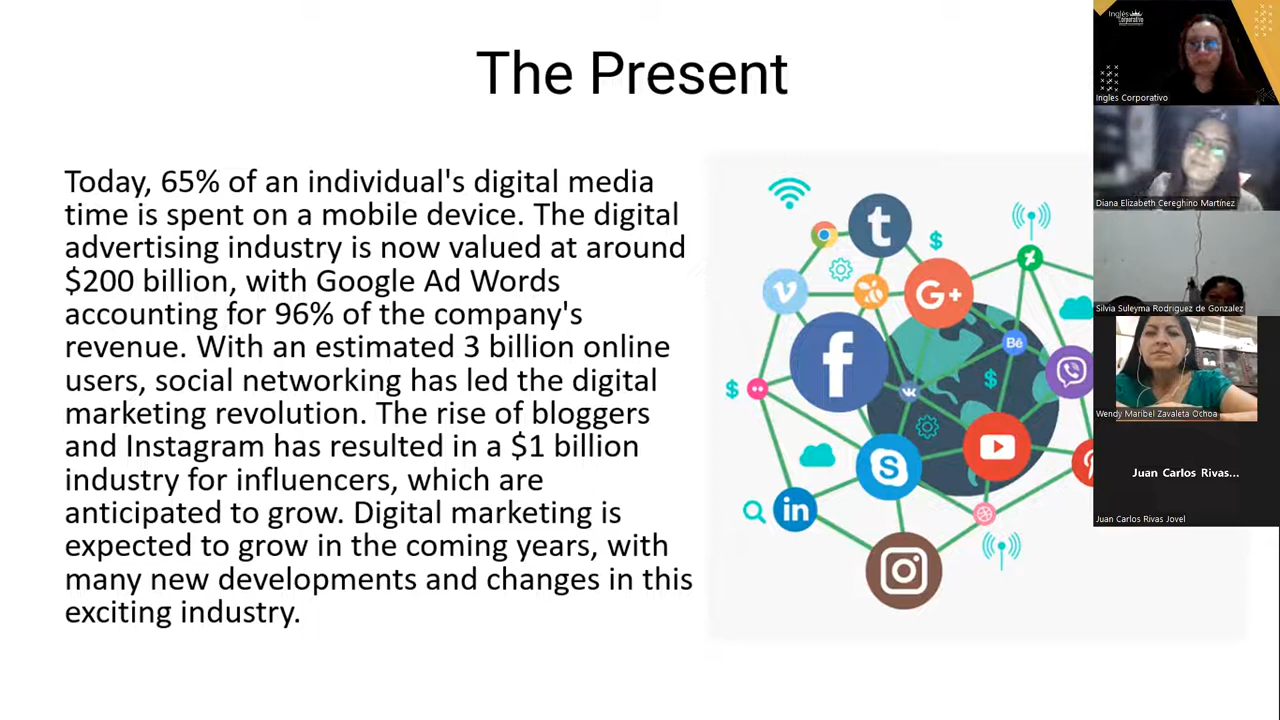 The Present
Today, 65% of an individual's digital media
time is spent on a mobile device. The digital
advertising industry is now valued at around
$200 billion, with Google Ad Words
accounting for 96% of the company's
revenue. With an estimated 3 billion online
users, social networking has led the digital
marketing revolution. The rise of bloggers
and Instagram has resulted in a $1 billion
industry for influencers, which are
anticipated to grow. Digital marketing is
expected to grow in the coming years, with
many new developments and changes in this
exciting industry.
t
$
G+
Bē
f
$
$
in
Inglés
Corporativo
Ingles Corporativo
Diana Elizabeth Cereghino Martínez
Silvia Suleyma Rodriguez de Gonzalez
Wendy Maribel Zavaleta Ochoa
Juan Carlos Rivas...
Juan Carlos Rivas Jovel